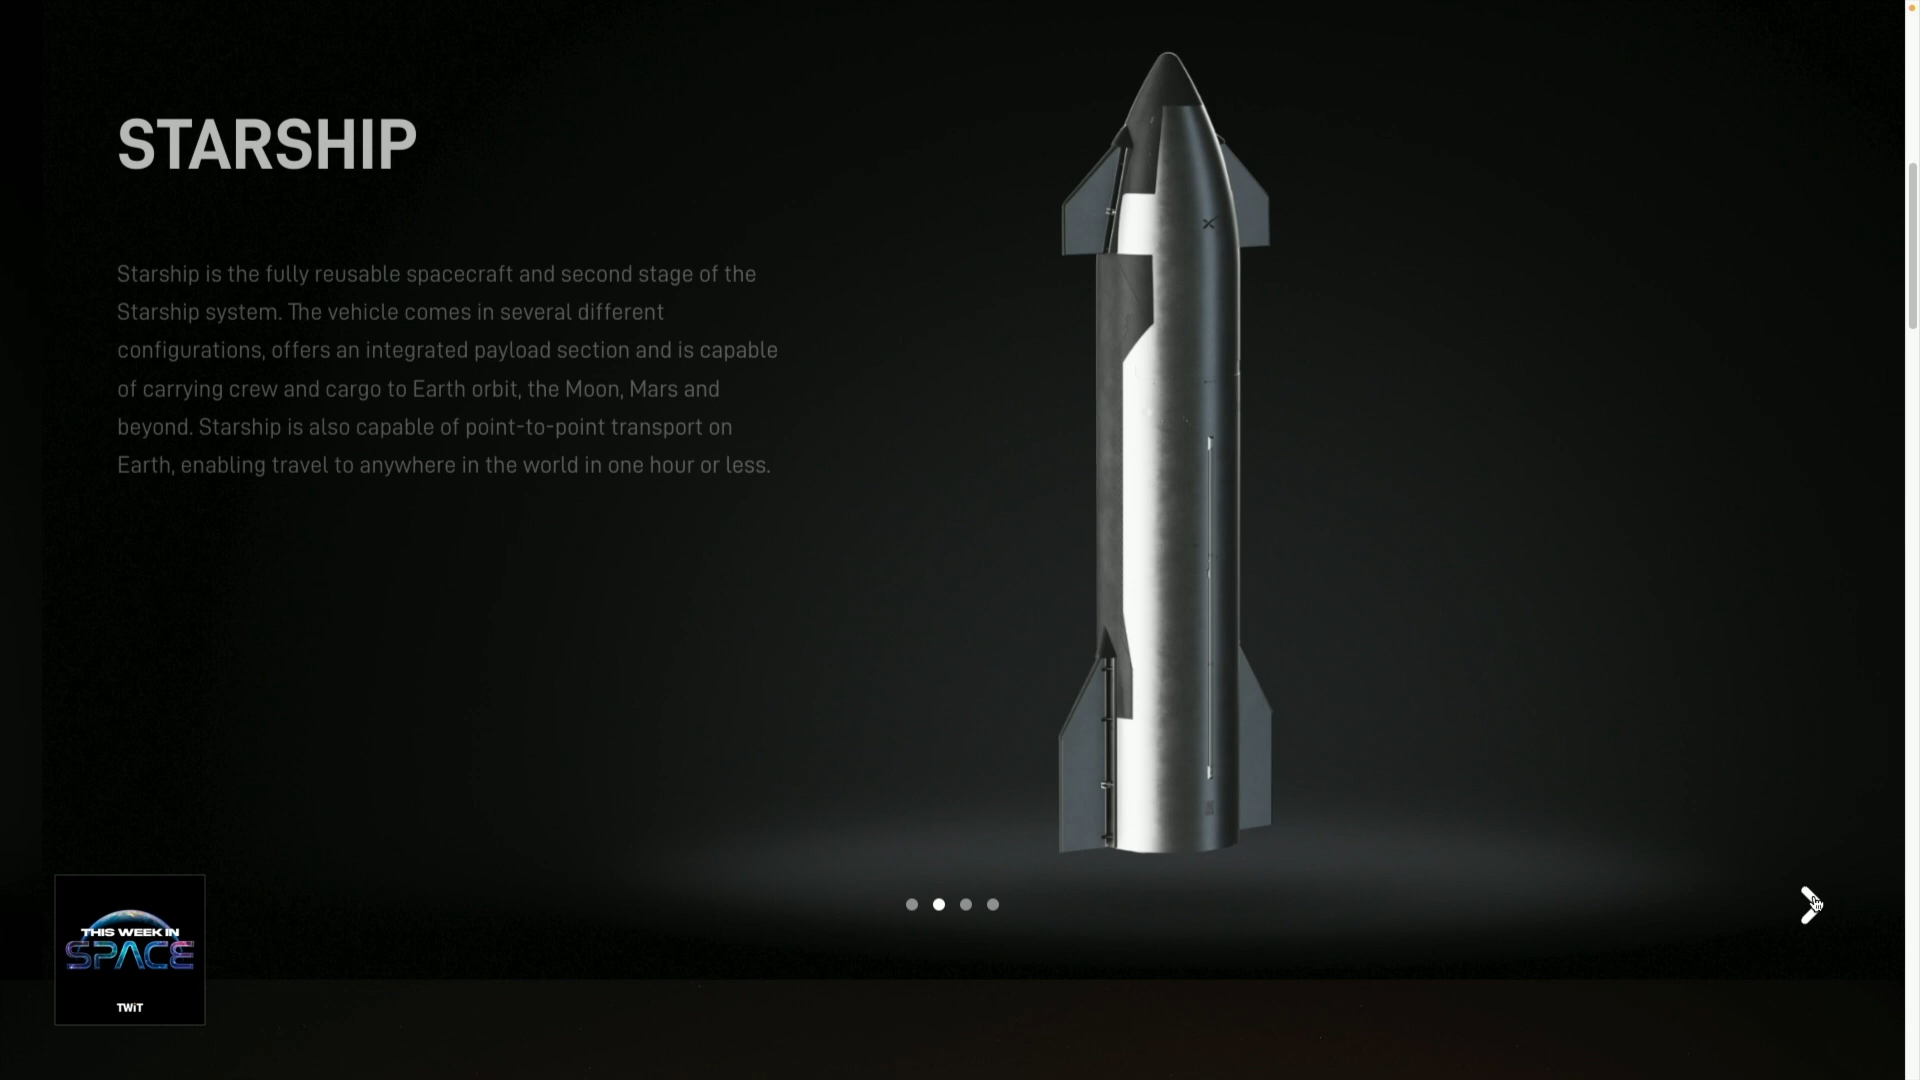 STARSHIP
Starship is the fully reusable spacecraft and second stage of the
Starship system. The vehicle comes in several different
configurations, offers an integrated payload section and is capable
of carrying crew and cargo to Earth orbit, the Moon, Mars and
beyond. Starship is also capable of point-to-point transport on
Earth, enabling travel to anywhere in the world in one hour or less.
THIS WEEK IN
SPACE
TWiT